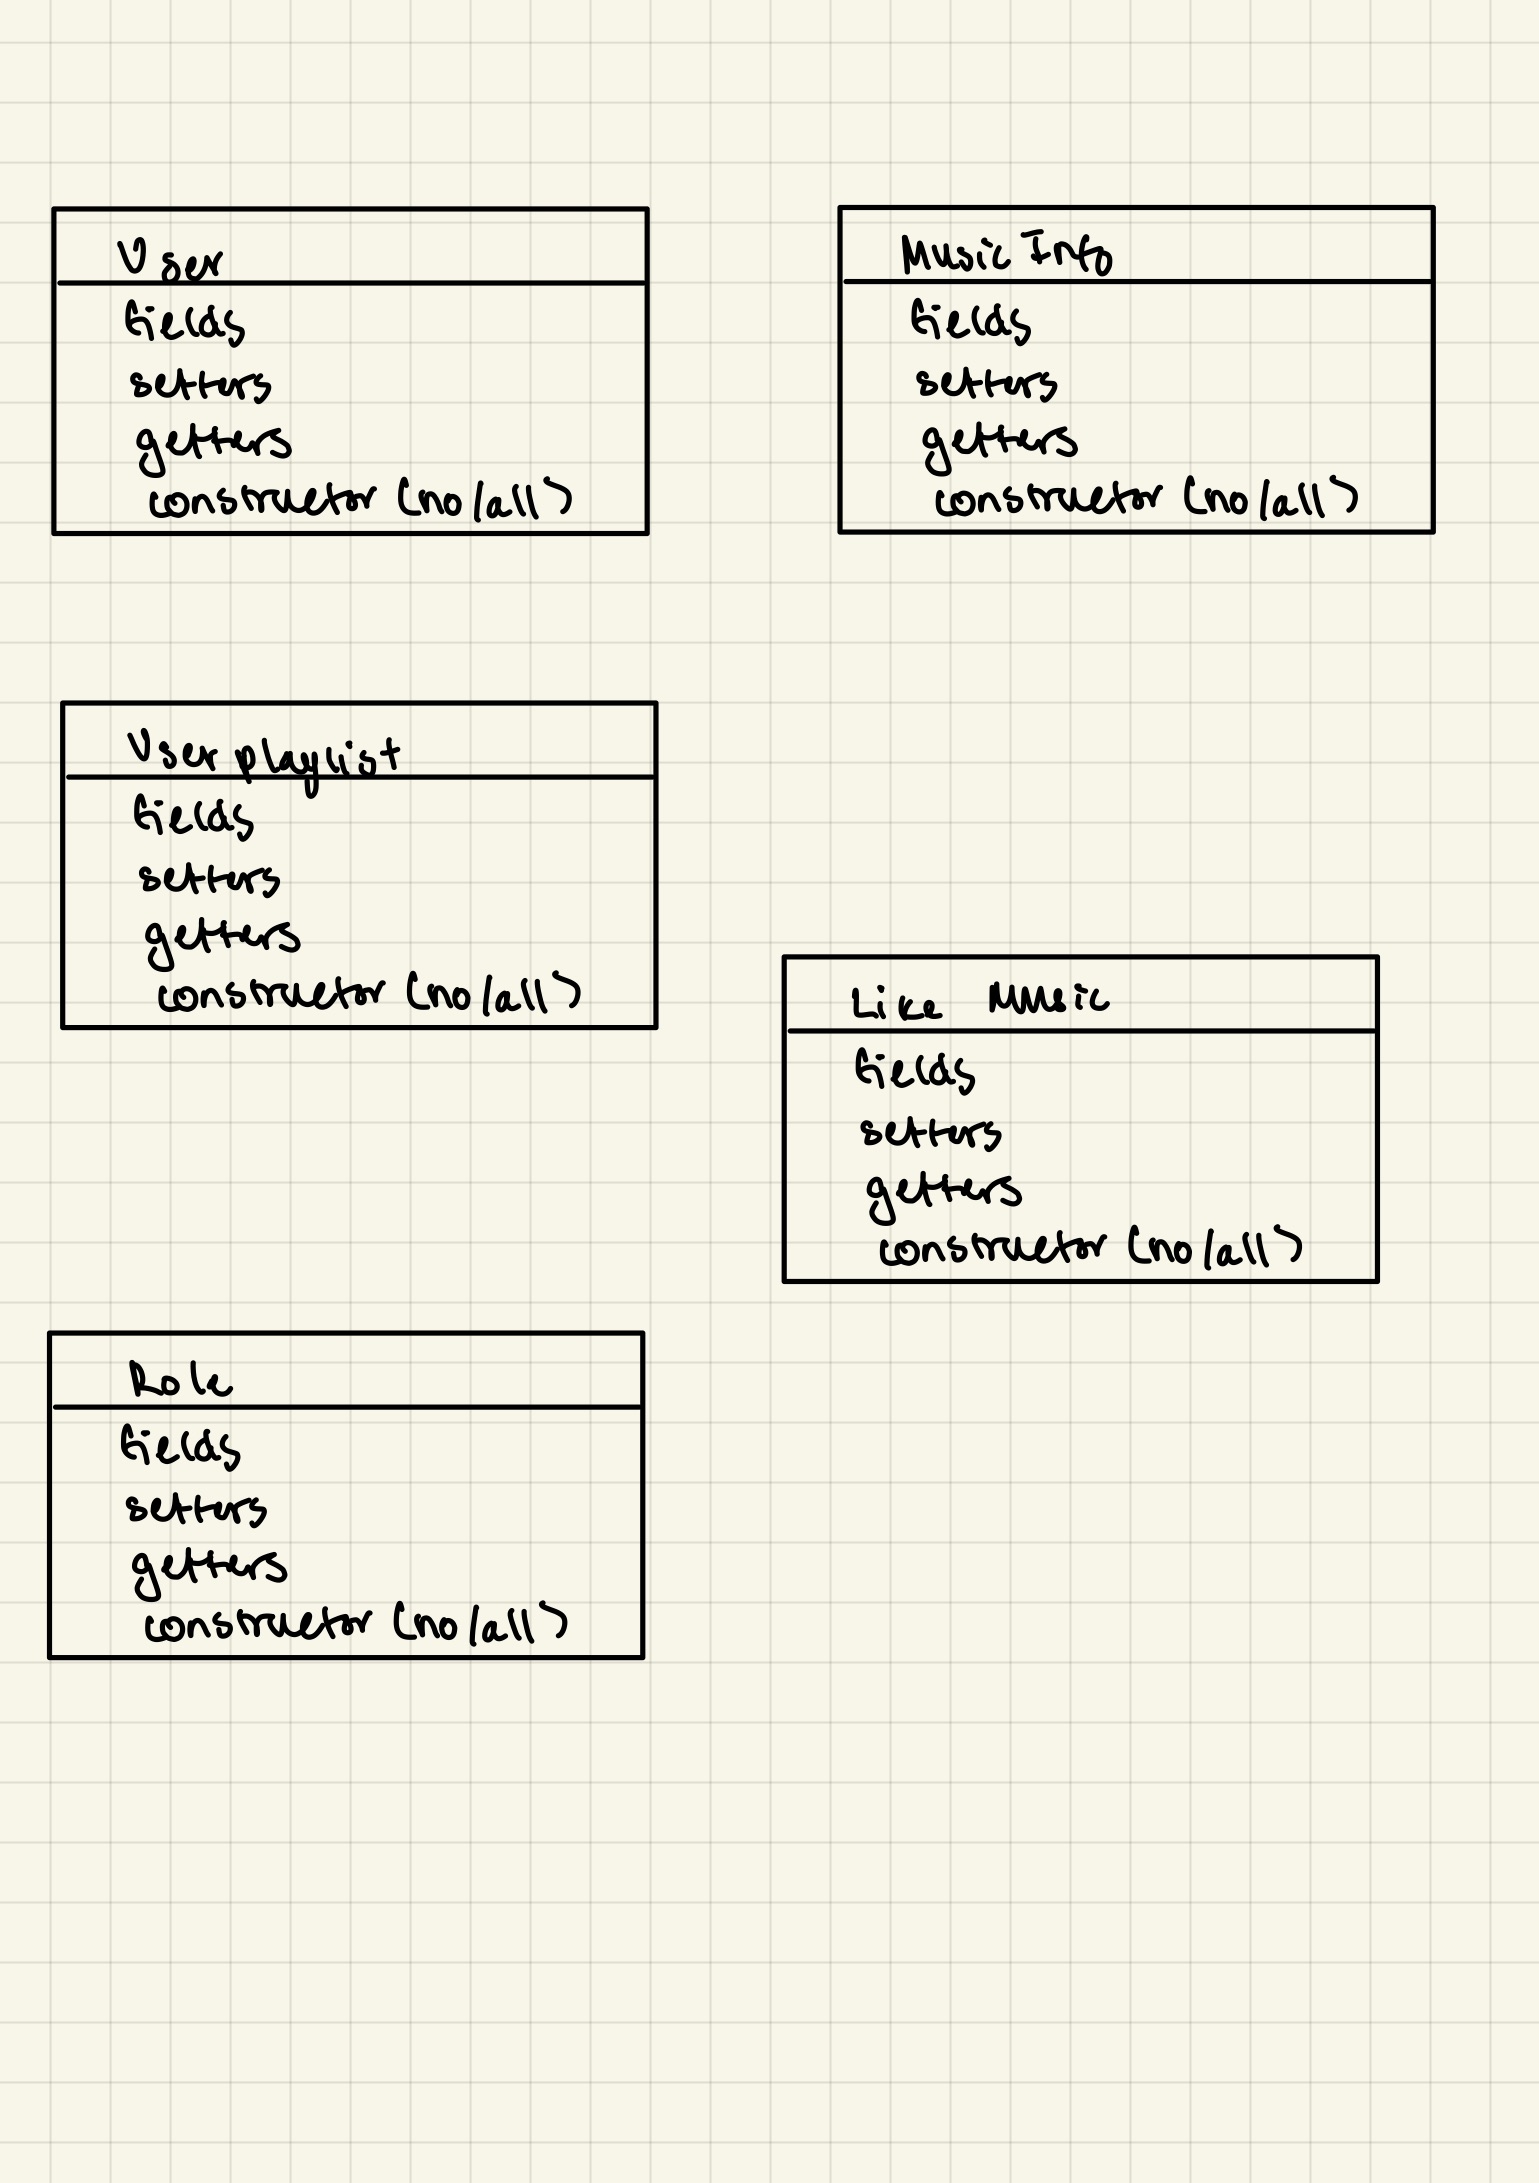 User
fields
setters
getters
constructor (no/all)
Music Info
fields
setters
getters
constructor (no/all)
User playlist
fields
setters
getters
constructor (no/all)
Like Music
fields
setters
getters
constructor (no/all)
Role
fields
setters
getters
constructor (no/all)